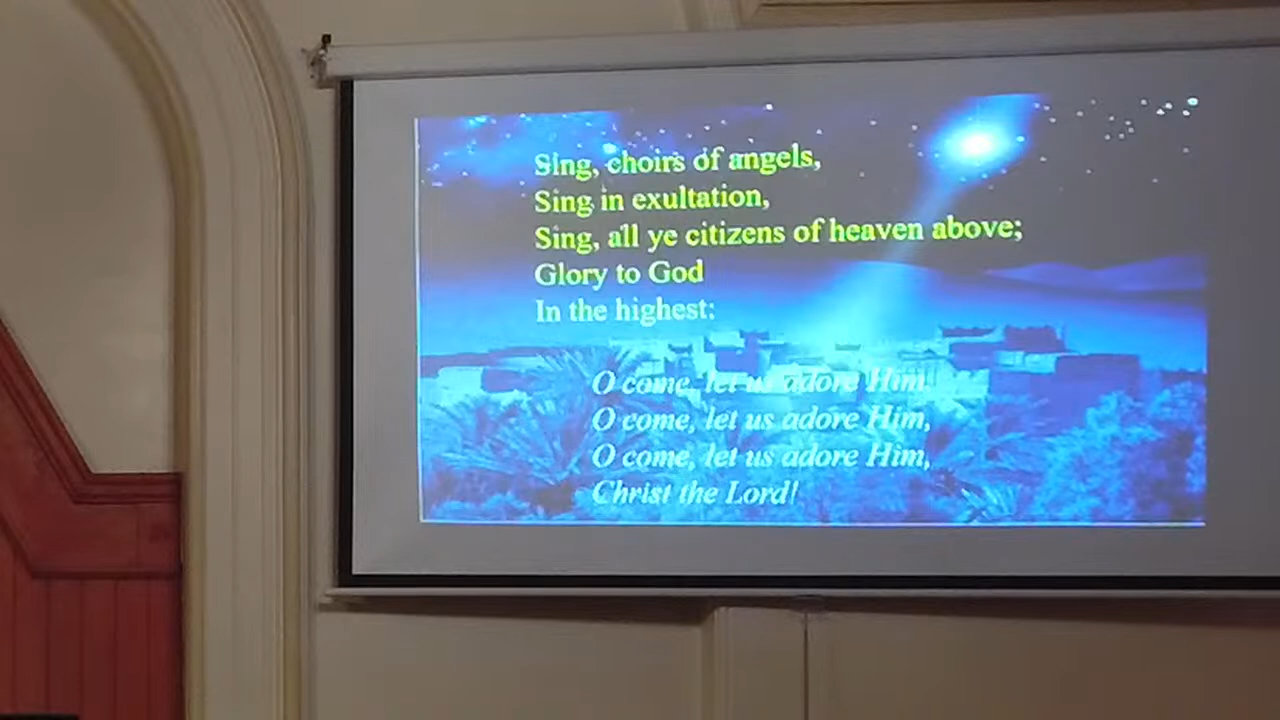 Sing, choirs of angels,
Sing in exultation,
Sing, all ye citizens of heaven above;
Glory to God
In the highest:
O come, let us adore Him
O come, let us adore Him,
O come, let us adore Him,
Christ the Lord!